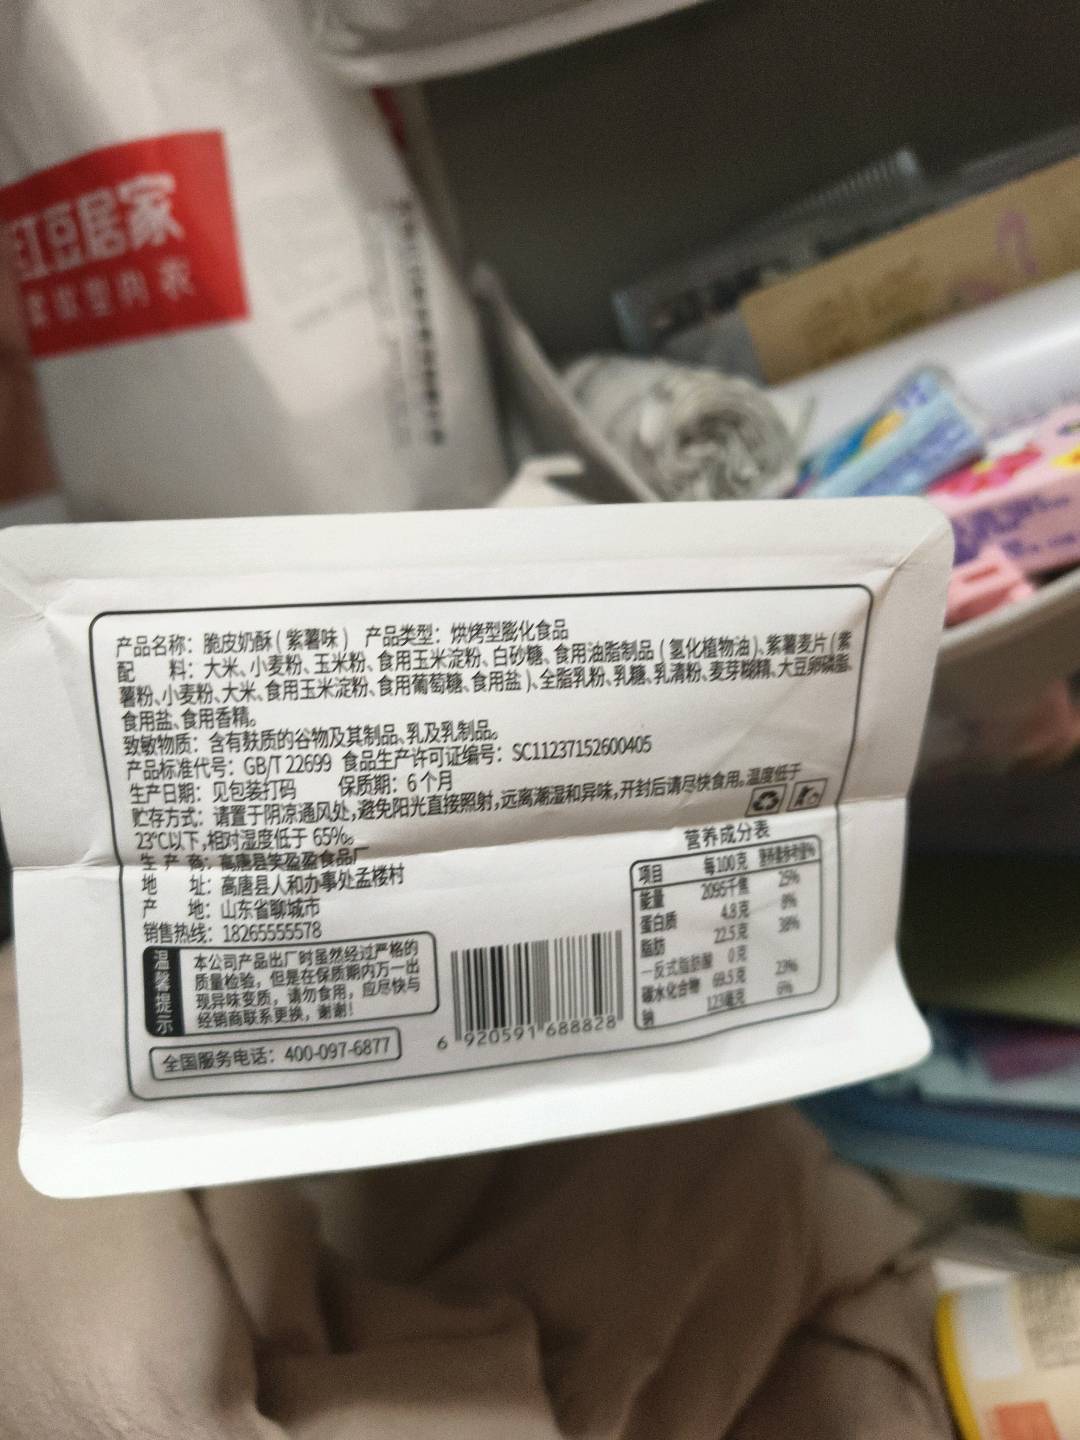 红豆居家
产品名称：脆皮奶酥（紫薯味） 产品类型：烘烤型膨化食品
配 料：大米、小麦粉、玉米粉、食用玉米淀粉、白砂糖、食用油脂制品（氢化植物油）、紫薯麦片（紫
薯粉、小麦粉、大米、食用玉米淀粉、食用葡萄糖、食用盐）、全脂乳粉、乳糖、乳清粉、麦芽糊精、大豆卵磷脂、
食用盐、食用香精。
致敏物质：含有麸质的谷物及其制品、乳及乳制品。
产品标准代号：GB/T 22699 食品生产许可证编号：SC11237152600405
生产日期：见包装打码 保质期：6个月
贮存方式：请置于阴凉通风处,避免阳光直接照射,远离潮湿和异味,开封后请尽快食用。温度低于
23℃以下,相对湿度低于65%。
生 产 商：高唐县笑盈盈食品厂
地 址：高唐县人和办事处孟楼村
产 地：山东省聊城市
销售热线：18265555578
温馨提示
本公司产品出厂时虽然经过严格的
质量检验，但是在保质期内万一出
现异味变质，请勿食用，应尽快与
经销商联系更换，谢谢！
全国服务电话：400-097-6877
6 920591 688828
营养成分表
项目 每100克 营养素参考值%
能量 2095千焦 25%
蛋白质 4.8克 8%
脂肪 22.5克 38%
—反式脂肪酸 0克
碳水化合物 69.5克 23%
钠 123毫克 6%